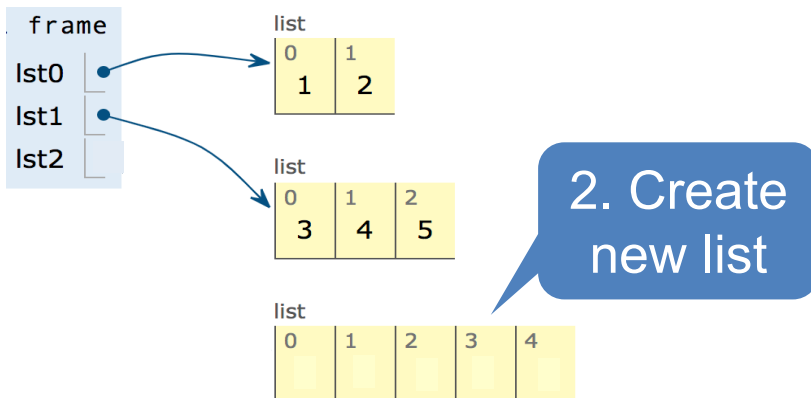 frame
lst0
lst1
lst2
list
0 1
1 2
list
0 1 2
3 4 5
2. Create
new list
list
0 1 2 3 4